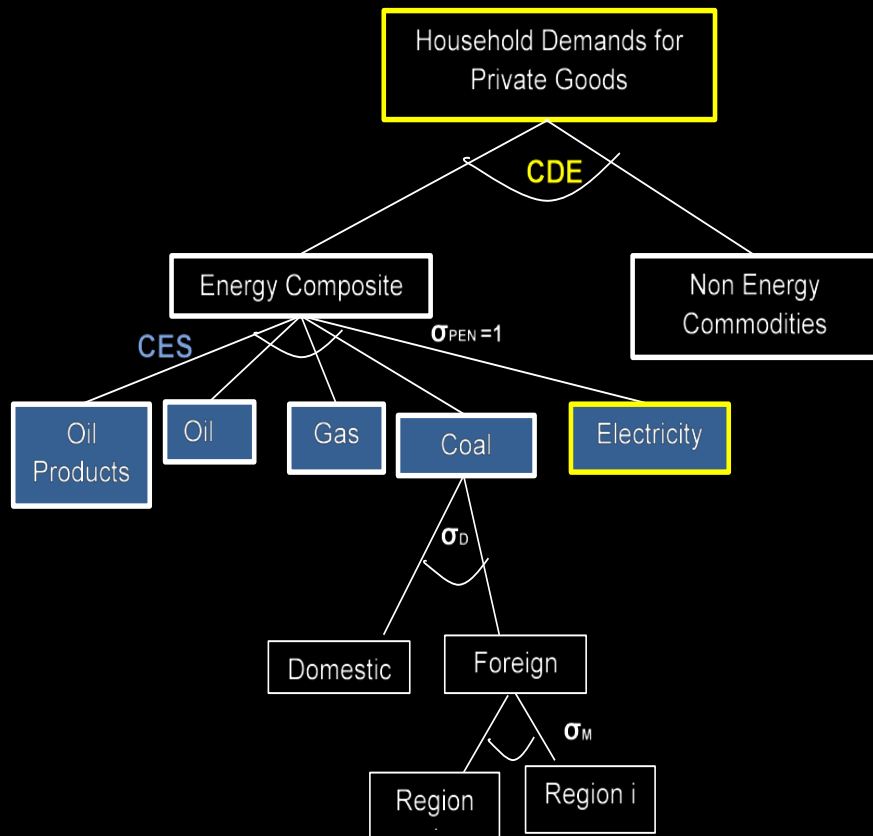 Household Demands for
Private Goods
CDE
Energy Composite
Non Energy
Commodities
CES
σPEN =1
Oil
Products
Oil
Gas
Coal
Electricity
σD
Domestic
Foreign
σM
Region
Region i